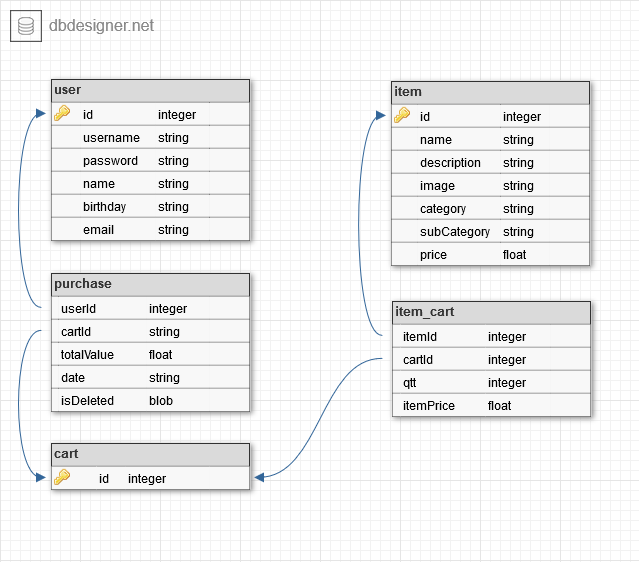 dbdesigner.net
user
id integer
username string
password string
name string
birthday string
email string
purchase
userId integer
cartId string
totalValue float
date string
isDeleted blob
cart
id integer
item
id integer
name string
description string
image string
category string
subCategory string
price float
item_cart
itemId integer
cartId integer
qtt integer
itemPrice float